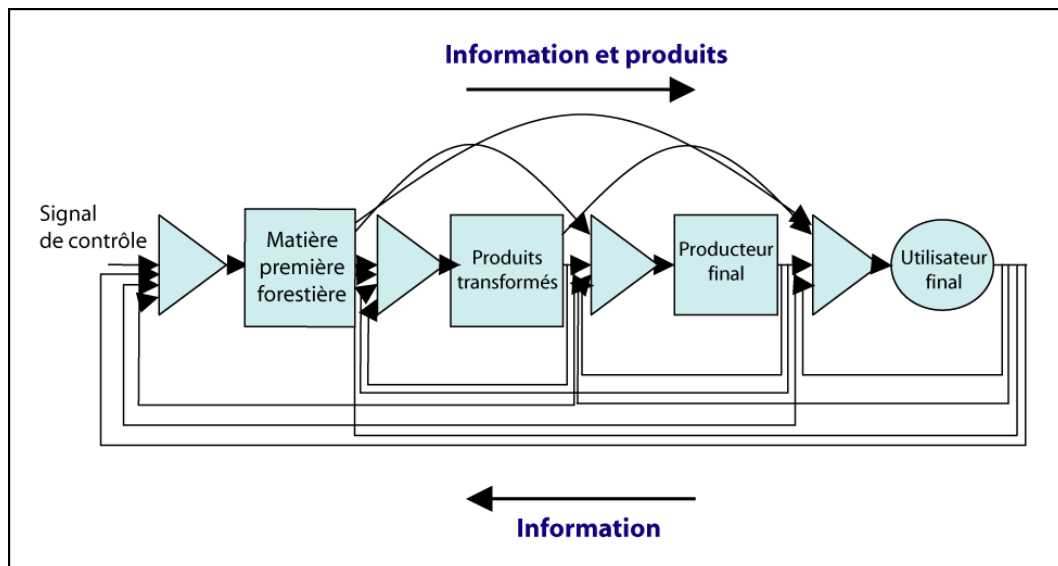 Information et produits
Signal
de contrôle
Matière
première
forestière
Produits
transformés
Producteur
final
Utilisateur
final
Information